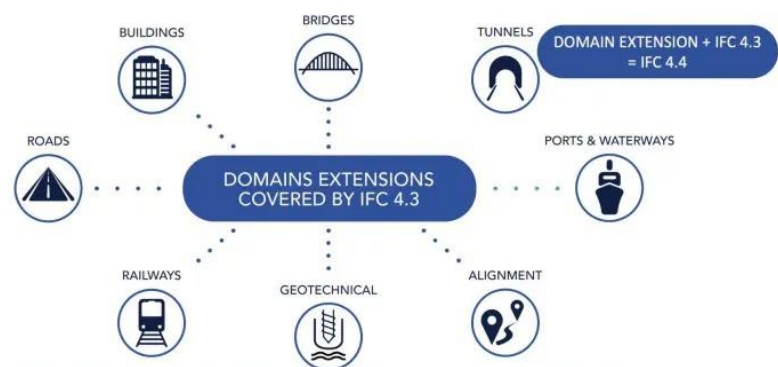 BRIDGES
BUILDINGS
TUNNELS
DOMAIN EXTENSION + IFC 4.3
= IFC 4.4
ROADS
PORTS & WATERWAYS
DOMAINS EXTENSIONS
COVERED BY IFC 4.3
RAILWAYS
GEOTECHNICAL
ALIGNMENT